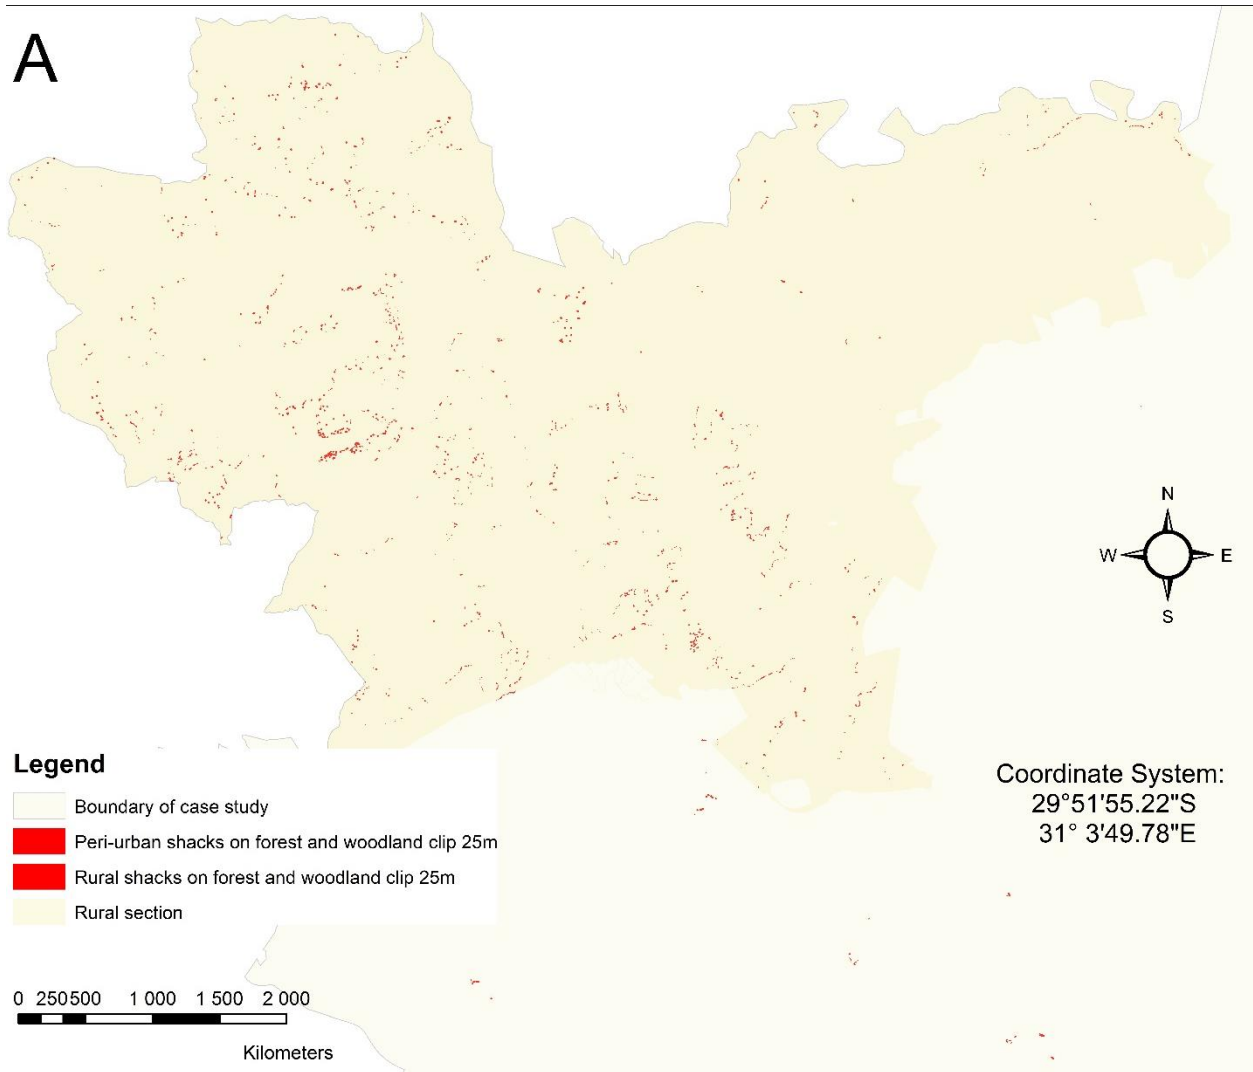 A
N
W E
S
Legend
Boundary of case study
Peri-urban shacks on forest and woodland clip 25m
Rural shacks on forest and woodland clip 25m
Rural section
Coordinate System:
29°51'55.22"S
31° 3'49.78"E
0 250500 1 000 1 500 2 000
Kilometers